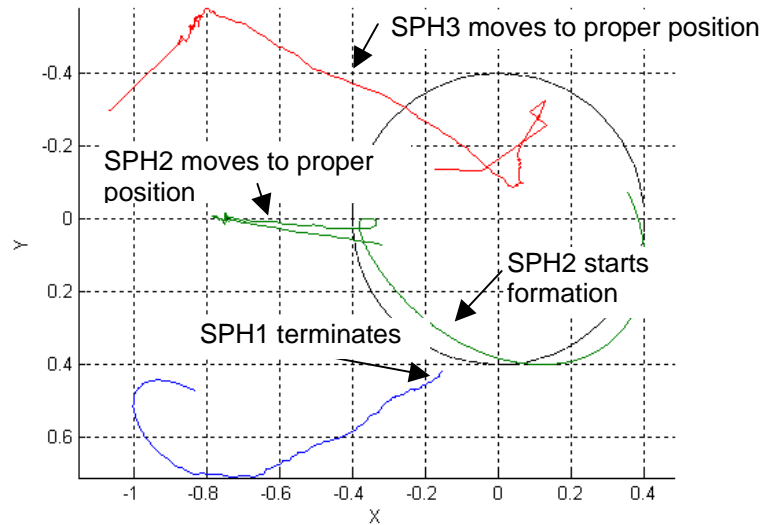 SPH3 moves to proper position
-0.4
-0.2
SPH2 moves to proper
position
0
Y
SPH2 starts
formation
0.2
SPH1 terminates
0.4
0.6
-1 -0.8 -0.6 -0.4 -0.2 0 0.2 0.4
X